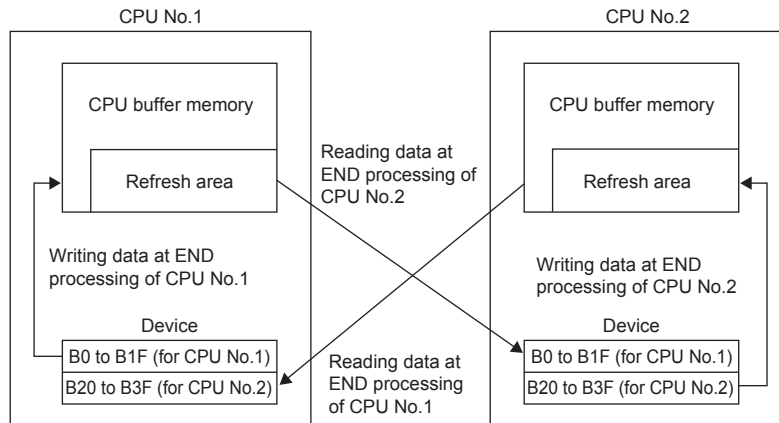 CPU No.1
CPU No.2
CPU buffer memory
CPU buffer memory
Reading data at
END processing of
CPU No.2
Refresh area
Refresh area
Writing data at END
processing of CPU No.1
Writing data at END
processing of CPU No.2
Device
Device
B0 to B1F (for CPU No.1)
B20 to B3F (for CPU No.2)
Reading data at
END processing
of CPU No.1
B0 to B1F (for CPU No.1)
B20 to B3F (for CPU No.2)